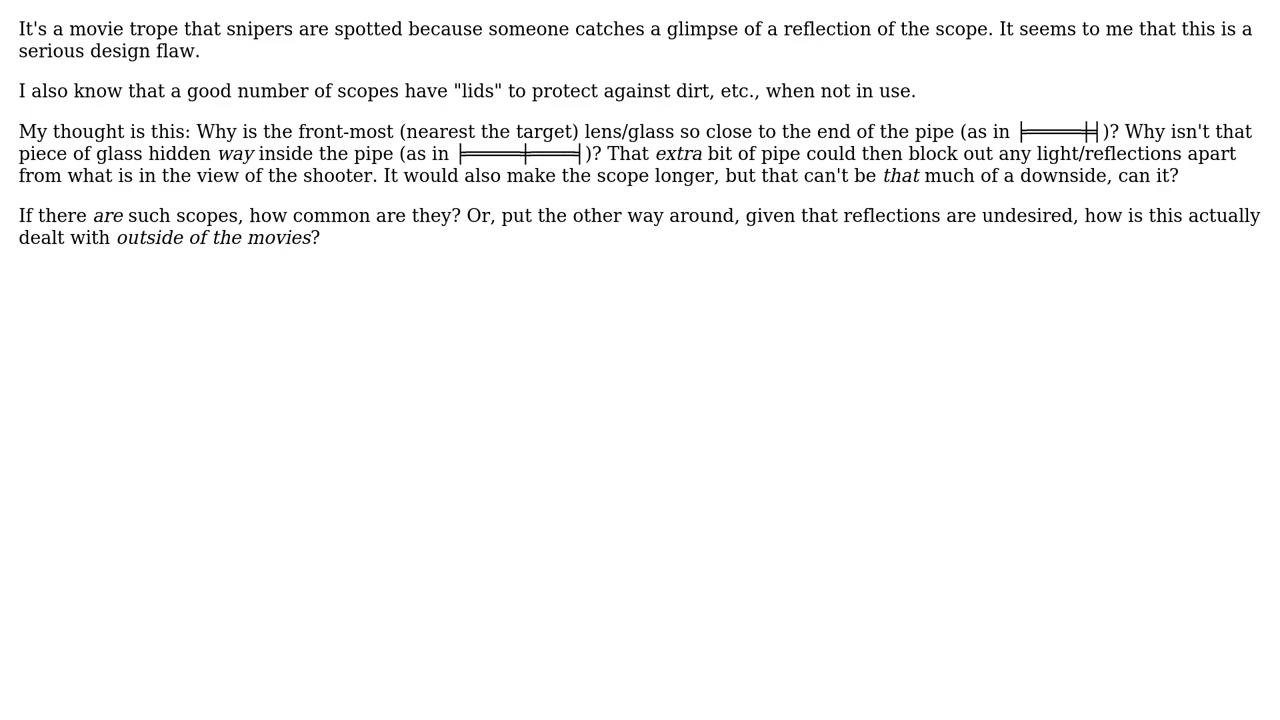 It's a movie trope that snipers are spotted because someone catches a glimpse of a reflection of the scope. It seems to me that this is a
serious design flaw.
I also know that a good number of scopes have "lids" to protect against dirt, etc., when not in use.
My thought is this: Why is the front-most (nearest the target) lens/glass so close to the end of the pipe (as in ╞═══╪╡)? Why isn't that
piece of glass hidden way inside the pipe (as in ╞═══╪═══╡)? That extra bit of pipe could then block out any light/reflections apart
from what is in the view of the shooter. It would also make the scope longer, but that can't be that much of a downside, can it?
If there are such scopes, how common are they? Or, put the other way around, given that reflections are undesired, how is this actually
dealt with outside of the movies?